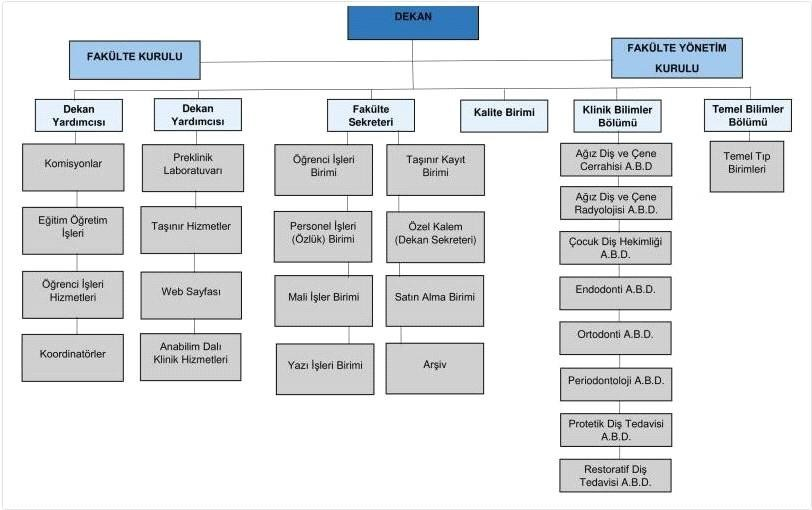 DEKAN
FAKÜLTE KURULU
FAKÜLTE YÖNETİM
KURULU
Dekan
Yardımcısı
Dekan
Yardımcısı
Fakülte
Sekreteri
Kalite Birimi
Klinik Bilimler
Bölümü
Temel Bilimler
Bölümü
Komisyonlar
Eğitim Öğretim
İşleri
Öğrenci İşleri
Hizmetleri
Koordinatörler
Preklinik
Laboratuvarı
Taşınır Hizmetler
Web Sayfası
Anabilim Dalı
Klinik Hizmetleri
Öğrenci İşleri
Birimi
Personel İşleri
(Özlük) Birimi
Mali İşler Birimi
Yazı İşleri Birimi
Taşınır Kayıt
Birimi
Özel Kalem
(Dekan Sekreteri)
Satın Alma Birimi
Arşiv
Ağız Diş ve Çene
Cerrahisi A.B.D
Ağız Diş ve Çene
Radyolojisi A.B.D.
Çocuk Diş Hekimliği
A.B.D.
Endodonti A.B.D.
Ortodonti A.B.D.
Periodontoloji A.B.D.
Protetik Diş Tedavisi
A.B.D.
Restoratif Diş
Tedavisi A.B.D.
Temel Tıp
Birimleri